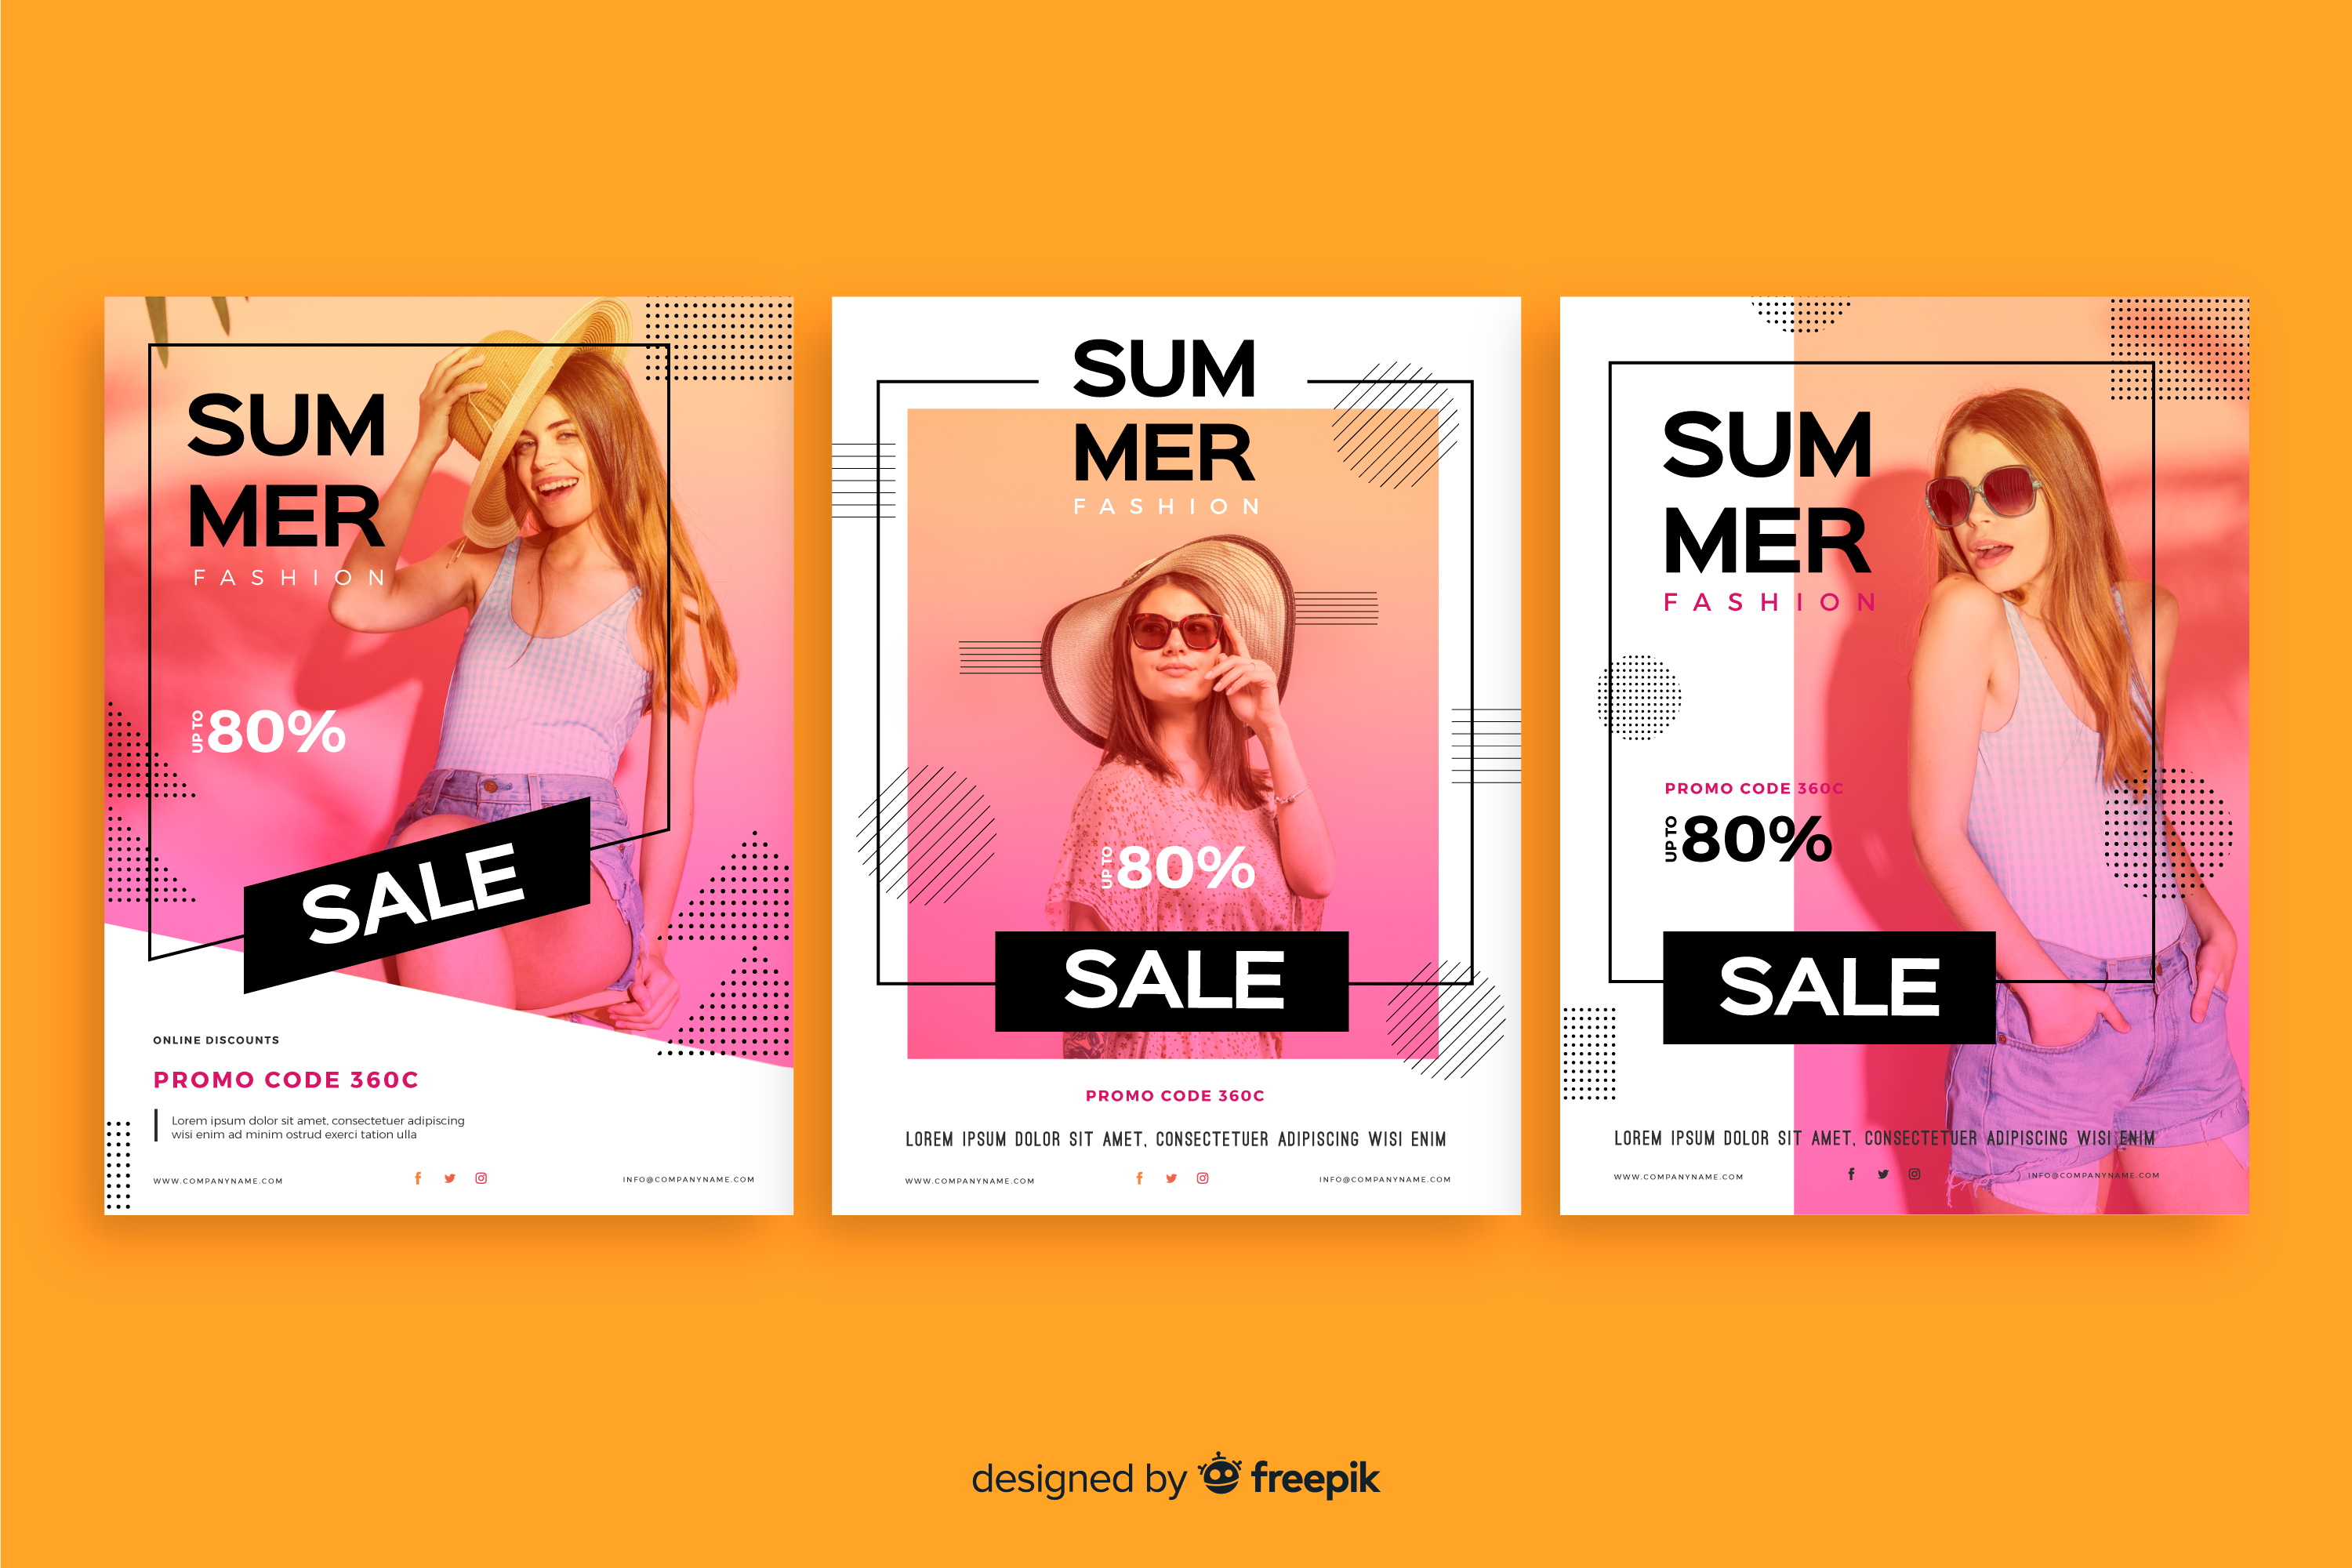 SUM
MER
FASHION
UP TO 80%
SALE
ONLINE DISCOUNTS
PROMO CODE 360C
Lorem ipsum dolor sit amet, consectetuer adipiscing
wisi enim ad minim ostrud exerci tation ulla
WWW.COMPANYNAME.COM
INFO@COMPANYNAME.COM
SUM
MER
FASHION
UP TO 80%
SALE
PROMO CODE 360C
LOREM IPSUM DOLOR SIT AMET, CONSECTETUER ADIPISCING WISI ENIM
WWW.COMPANYNAME.COM
INFO@COMPANYNAME.COM
SUM
MER
FASHION
PROMO CODE 360C
UP TO 80%
SALE
LOREM IPSUM DOLOR SIT AMET, CONSECTETUER ADIPISCING WISI ENIM
WWW.COMPANYNAME.COM
INFO@COMPANYNAME.COM
designed by freepik